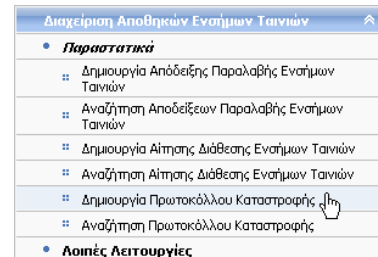 Διαχείριση Αποθηκών Ενσήμων Ταινιών
Παραστατικά
Δημιουργία Απόδειξης Παραλαβής Ενσήμων
Ταινιών
Αναζήτηση Αποδείξεων Παραλαβής Ενσήμων
Ταινιών
Δημιουργία Αίτησης Διάθεσης Ενσήμων Ταινιών
Αναζήτηση Αίτησης Διάθεσης Ενσήμων Ταινιών
Δημιουργία Πρωτοκόλλου Καταστροφής
Αναζήτηση Πρωτοκόλλου Καταστροφής
Λοιπές Λειτουργίες